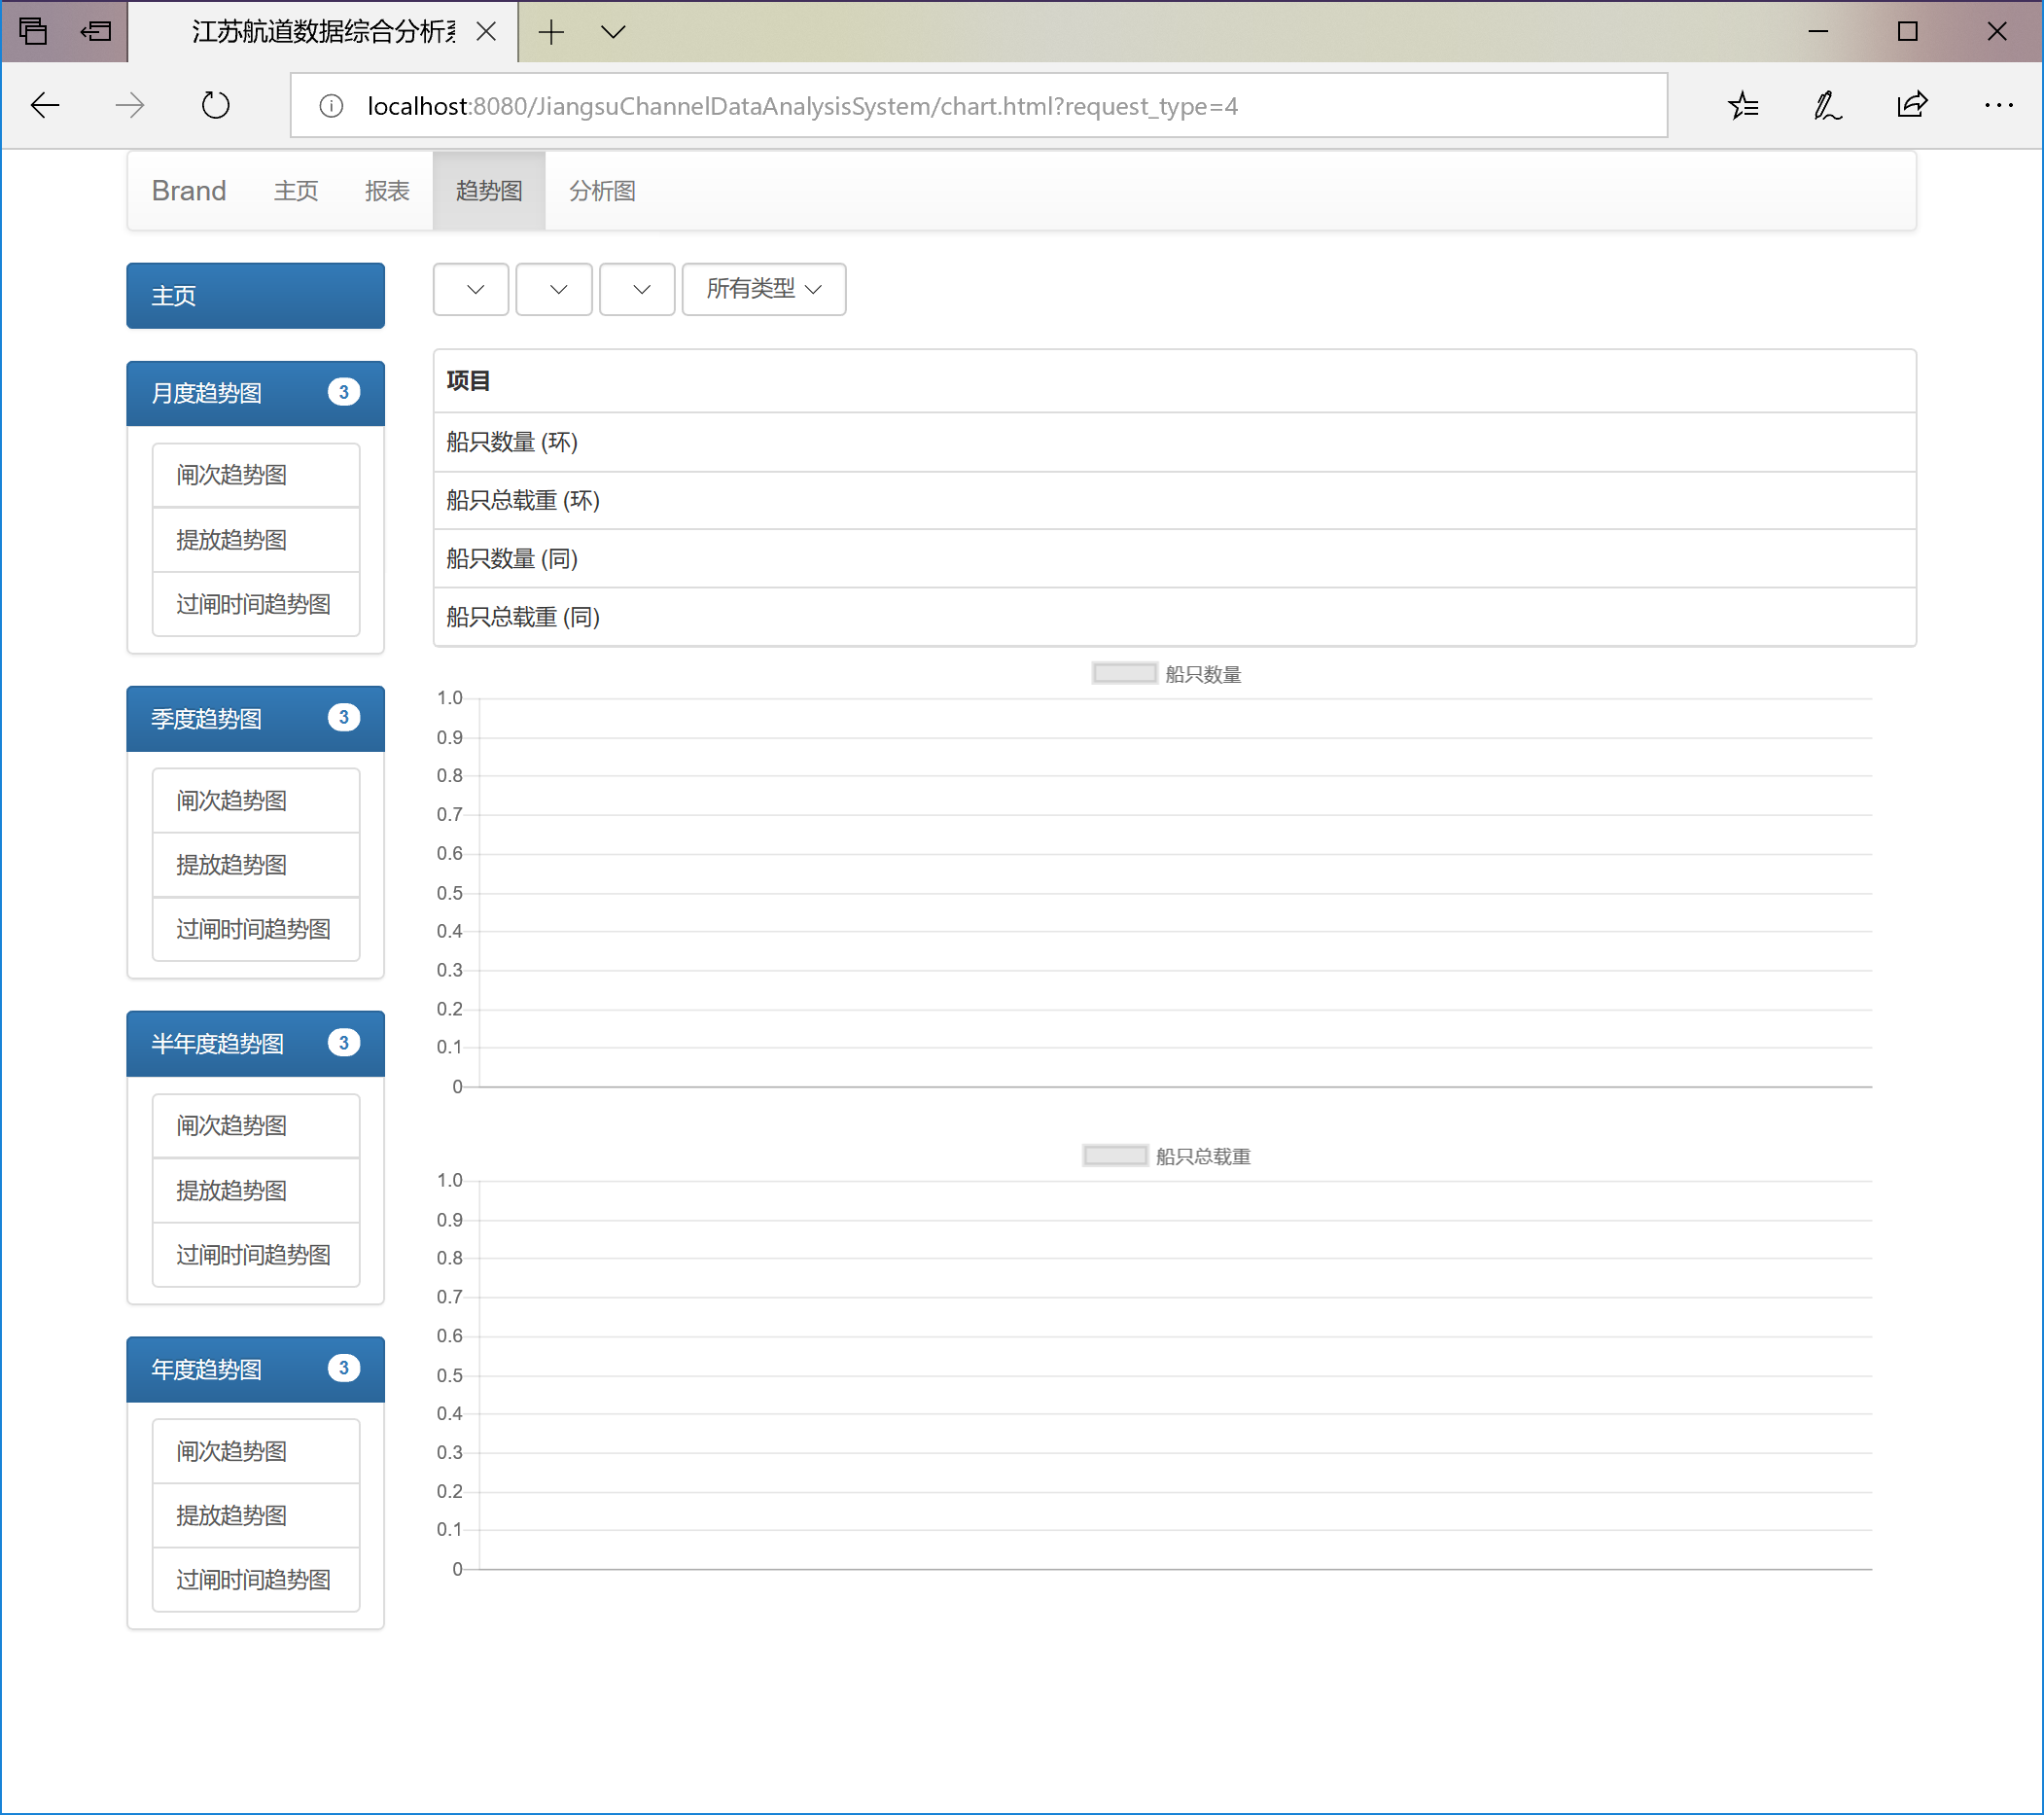 江苏航道数据综合分析系
localhost:8080/JiangsuChannelDataAnalysisSystem/chart.html?request_type=4
Brand 主页 报表 趋势图 分析图
主页
月度趋势图 3
闸次趋势图
提放趋势图
过闸时间趋势图
季度趋势图 3
闸次趋势图
提放趋势图
过闸时间趋势图
半年度趋势图 3
闸次趋势图
提放趋势图
过闸时间趋势图
年度趋势图 3
闸次趋势图
提放趋势图
过闸时间趋势图
所有类型
项目
船只数量 (环)
船只总载重 (环)
船只数量 (同)
船只总载重 (同)
船只数量
1.0
0.9
0.8
0.7
0.6
0.5
0.4
0.3
0.2
0.1
0
船只总载重
1.0
0.9
0.8
0.7
0.6
0.5
0.4
0.3
0.2
0.1
0